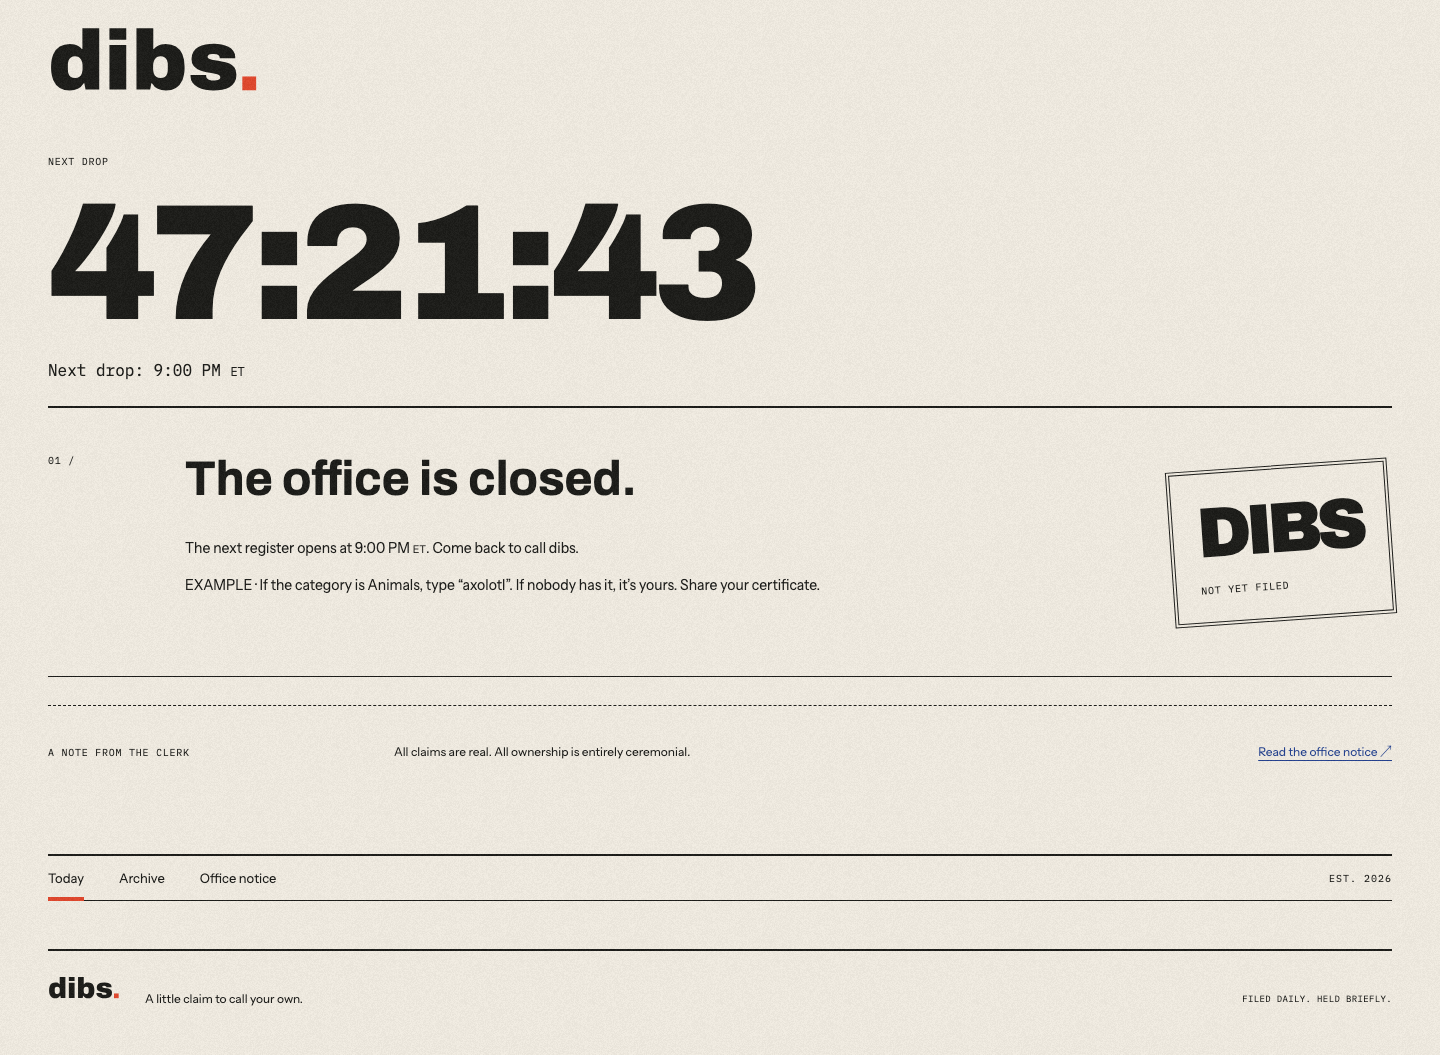 dibs.
NEXT DROP
47:21:43
Next drop: 9:00 PM ET
01 /
The office is closed.
The next register opens at 9:00 PM ET. Come back to call dibs.
EXAMPLE · If the category is Animals, type “axolotl”. If nobody has it, it’s yours. Share your certificate.
DIBS
NOT YET FILED
A NOTE FROM THE CLERK
All claims are real. All ownership is entirely ceremonial.
Read the office notice ↗
Today Archive Office notice EST. 2026
dibs. A little claim to call your own. FILED DAILY. HELD BRIEFLY.